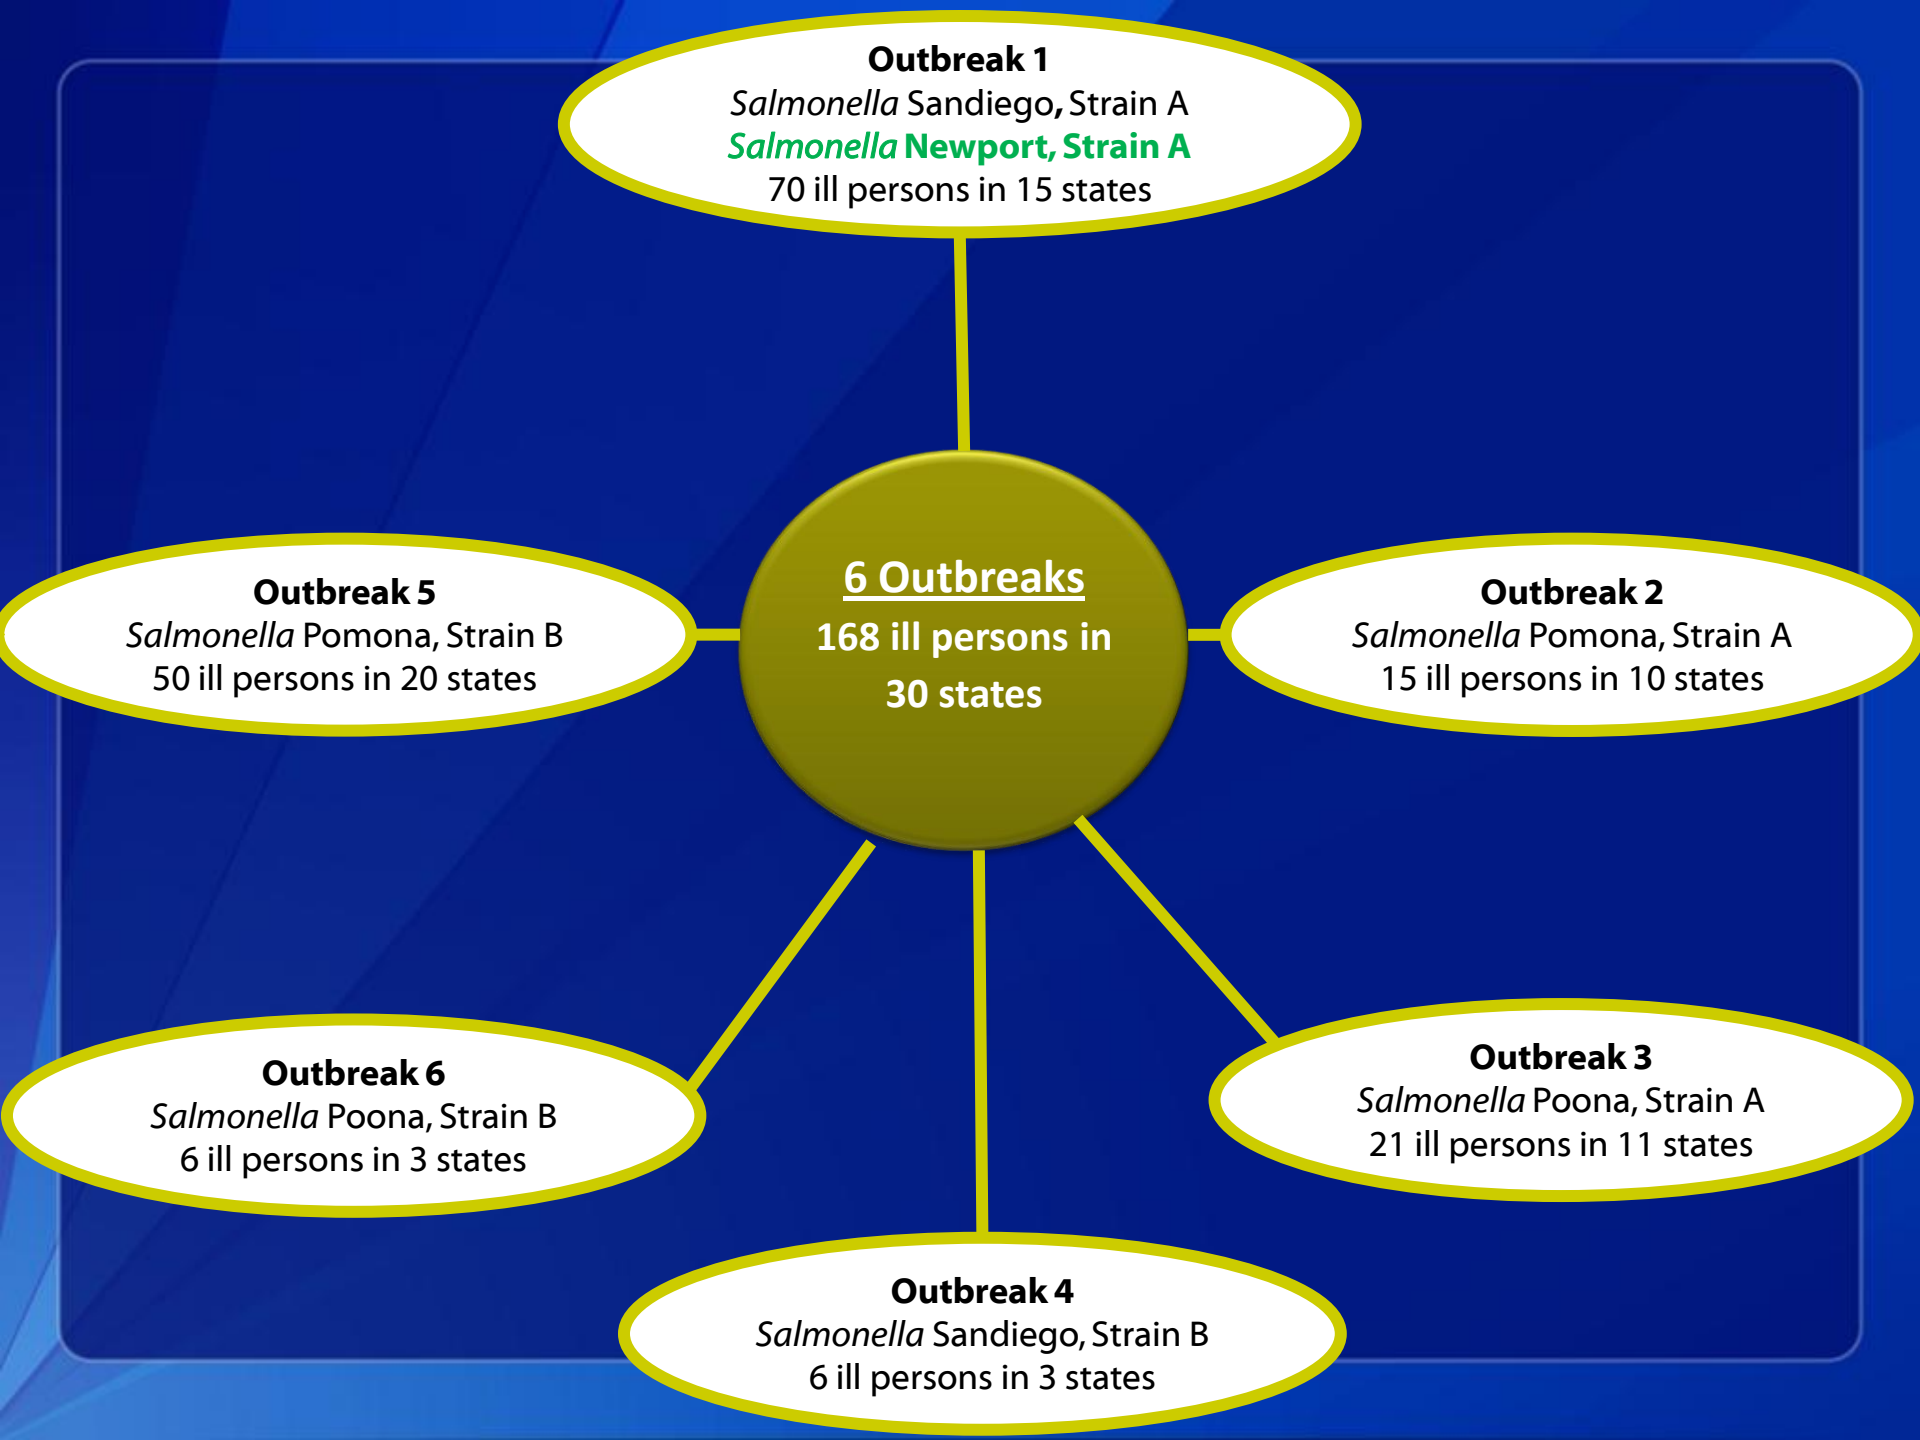 Outbreak 1
Salmonella Sandiego, Strain A
Salmonella Newport, Strain A
70 ill persons in 15 states
6 Outbreaks
168 ill persons in
30 states
Outbreak 5
Salmonella Pomona, Strain B
50 ill persons in 20 states
Outbreak 2
Salmonella Pomona, Strain A
15 ill persons in 10 states
Outbreak 6
Salmonella Poona, Strain B
6 ill persons in 3 states
Outbreak 3
Salmonella Poona, Strain A
21 ill persons in 11 states
Outbreak 4
Salmonella Sandiego, Strain B
6 ill persons in 3 states